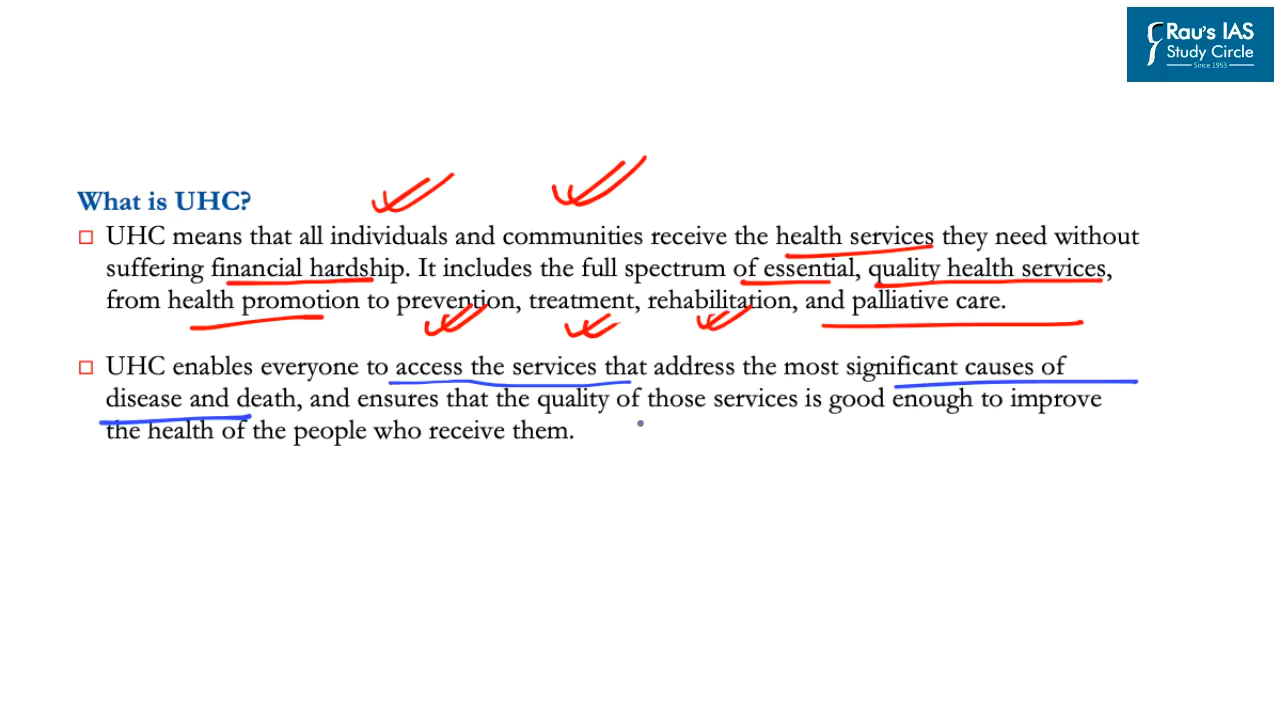 Rau's IAS
Study Circle
Since 1953
What is UHC?
UHC means that all individuals and communities receive the health services they need without
suffering financial hardship. It includes the full spectrum of essential, quality health services,
from health promotion to prevention, treatment, rehabilitation, and palliative care.
UHC enables everyone to access the services that address the most significant causes of
disease and death, and ensures that the quality of those services is good enough to improve
the health of the people who receive them.